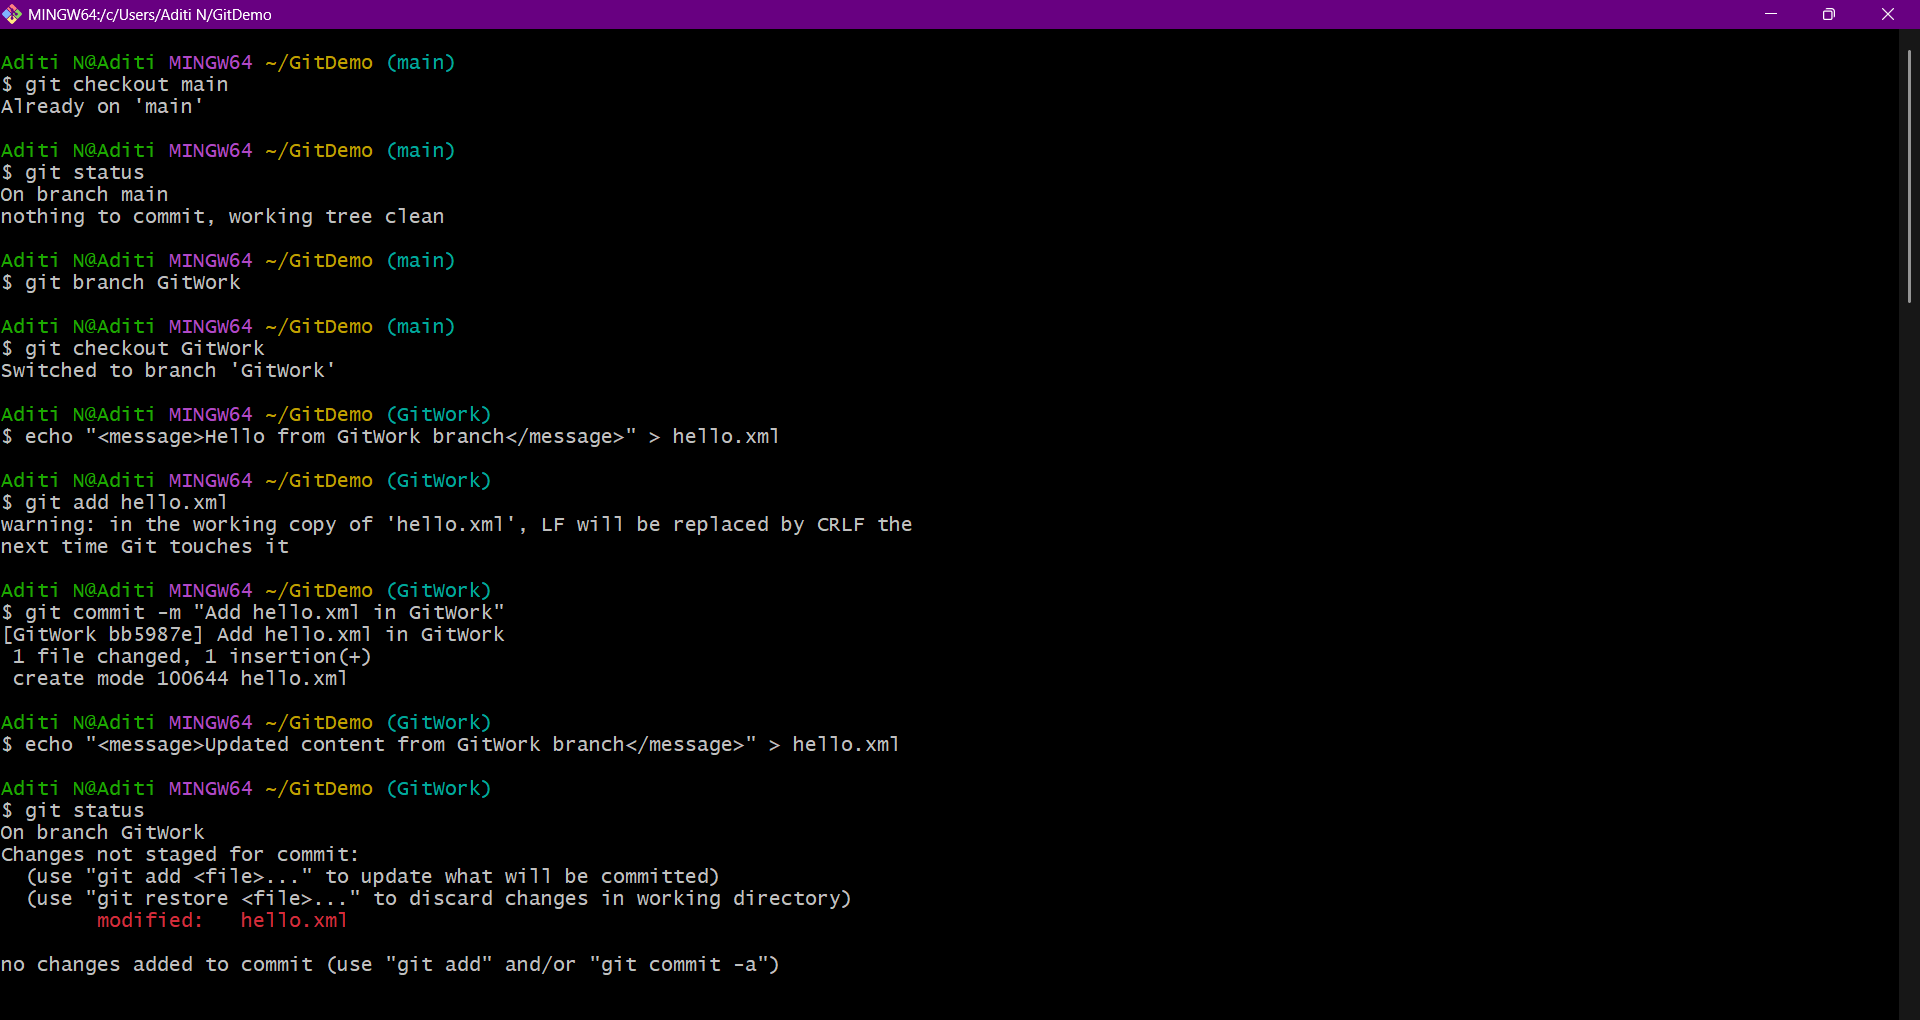 MINGW64:/c/Users/Aditi N/GitDemo
Aditi N@Aditi MINGW64 ~/GitDemo (main)
$ git checkout main
Already on 'main'
Aditi N@Aditi MINGW64 ~/GitDemo (main)
$ git status
On branch main
nothing to commit, working tree clean
Aditi N@Aditi MINGW64 ~/GitDemo (main)
$ git branch GitWork
Aditi N@Aditi MINGW64 ~/GitDemo (main)
$ git checkout GitWork
Switched to branch 'GitWork'
Aditi N@Aditi MINGW64 ~/GitDemo (GitWork)
$ echo "<message>Hello from GitWork branch</message>" > hello.xml
Aditi N@Aditi MINGW64 ~/GitDemo (GitWork)
$ git add hello.xml
warning: in the working copy of 'hello.xml', LF will be replaced by CRLF the
next time Git touches it
Aditi N@Aditi MINGW64 ~/GitDemo (GitWork)
$ git commit -m "Add hello.xml in GitWork"
[GitWork bb5987e] Add hello.xml in GitWork
 1 file changed, 1 insertion(+)
 create mode 100644 hello.xml
Aditi N@Aditi MINGW64 ~/GitDemo (GitWork)
$ echo "<message>Updated content from GitWork branch</message>" > hello.xml
Aditi N@Aditi MINGW64 ~/GitDemo (GitWork)
$ git status
On branch GitWork
Changes not staged for commit:
  (use "git add <file>..." to update what will be committed)
  (use "git restore <file>..." to discard changes in working directory)
        modified:   hello.xml
no changes added to commit (use "git add" and/or "git commit -a")